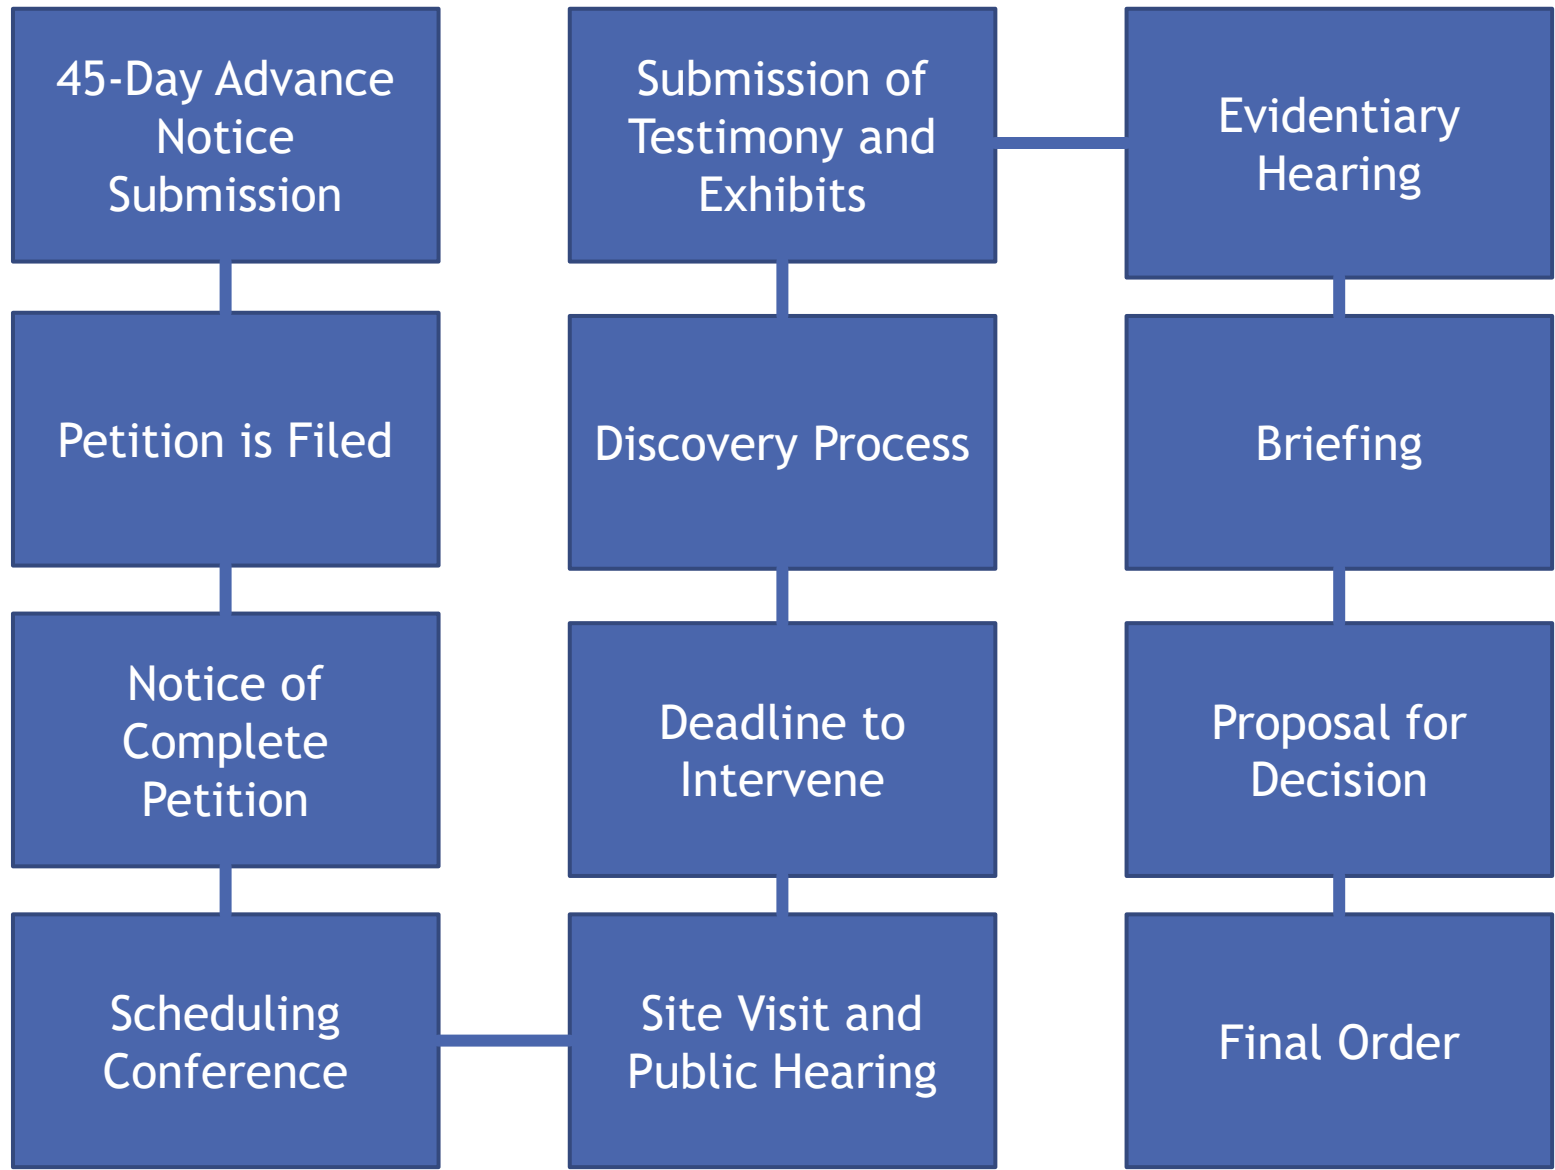 45-Day Advance
Notice
Submission
Petition is Filed
Notice of
Complete
Petition
Scheduling
Conference
Site Visit and
Public Hearing
Deadline to
Intervene
Discovery Process
Submission of
Testimony and
Exhibits
Evidentiary
Hearing
Briefing
Proposal for
Decision
Final Order